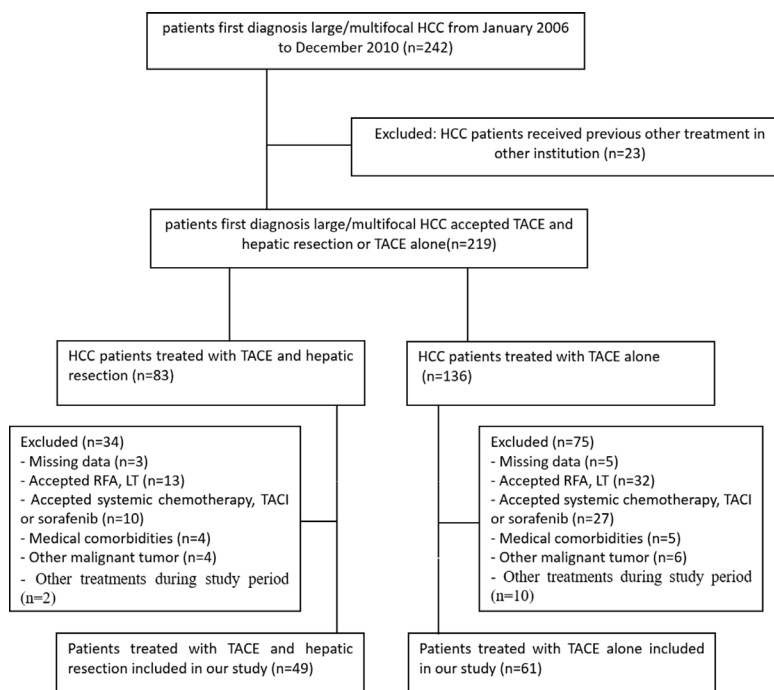 patients first diagnosis large/multifocal HCC from January 2006
to December 2010 (n=242)
Excluded: HCC patients received previous other treatment in
other institution (n=23)
patients first diagnosis large/multifocal HCC accepted TACE and
hepatic resection or TACE alone(n=219)
HCC patients treated with TACE and hepatic
resection (n=83)
HCC patients treated with TACE alone
(n=136)
Excluded (n=34)
- Missing data (n=3)
- Accepted RFA, LT (n=13)
- Accepted systemic chemotherapy, TACI
or sorafenib (n=10)
- Medical comorbidities (n=4)
- Other malignant tumor (n=4)
- Other treatments during study period
(n=2)
Excluded (n=75)
- Missing data (n=5)
- Accepted RFA, LT (n=32)
- Accepted systemic chemotherapy, TACI
or sorafenib (n=27)
- Medical comorbidities (n=5)
- Other malignant tumor (n=6)
- Other treatments during study period
(n=10)
Patients treated with TACE and hepatic
resection included in our study (n=49)
Patients treated with TACE alone included
in our study (n=61)